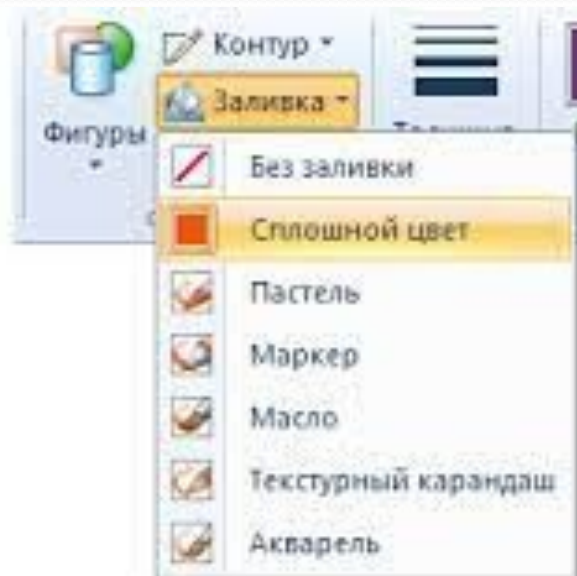 Контур
Заливка
Фигуры
Без заливки
Сплошной цвет
Пастель
Маркер
Масло
Текстурный карандаш
Акварель